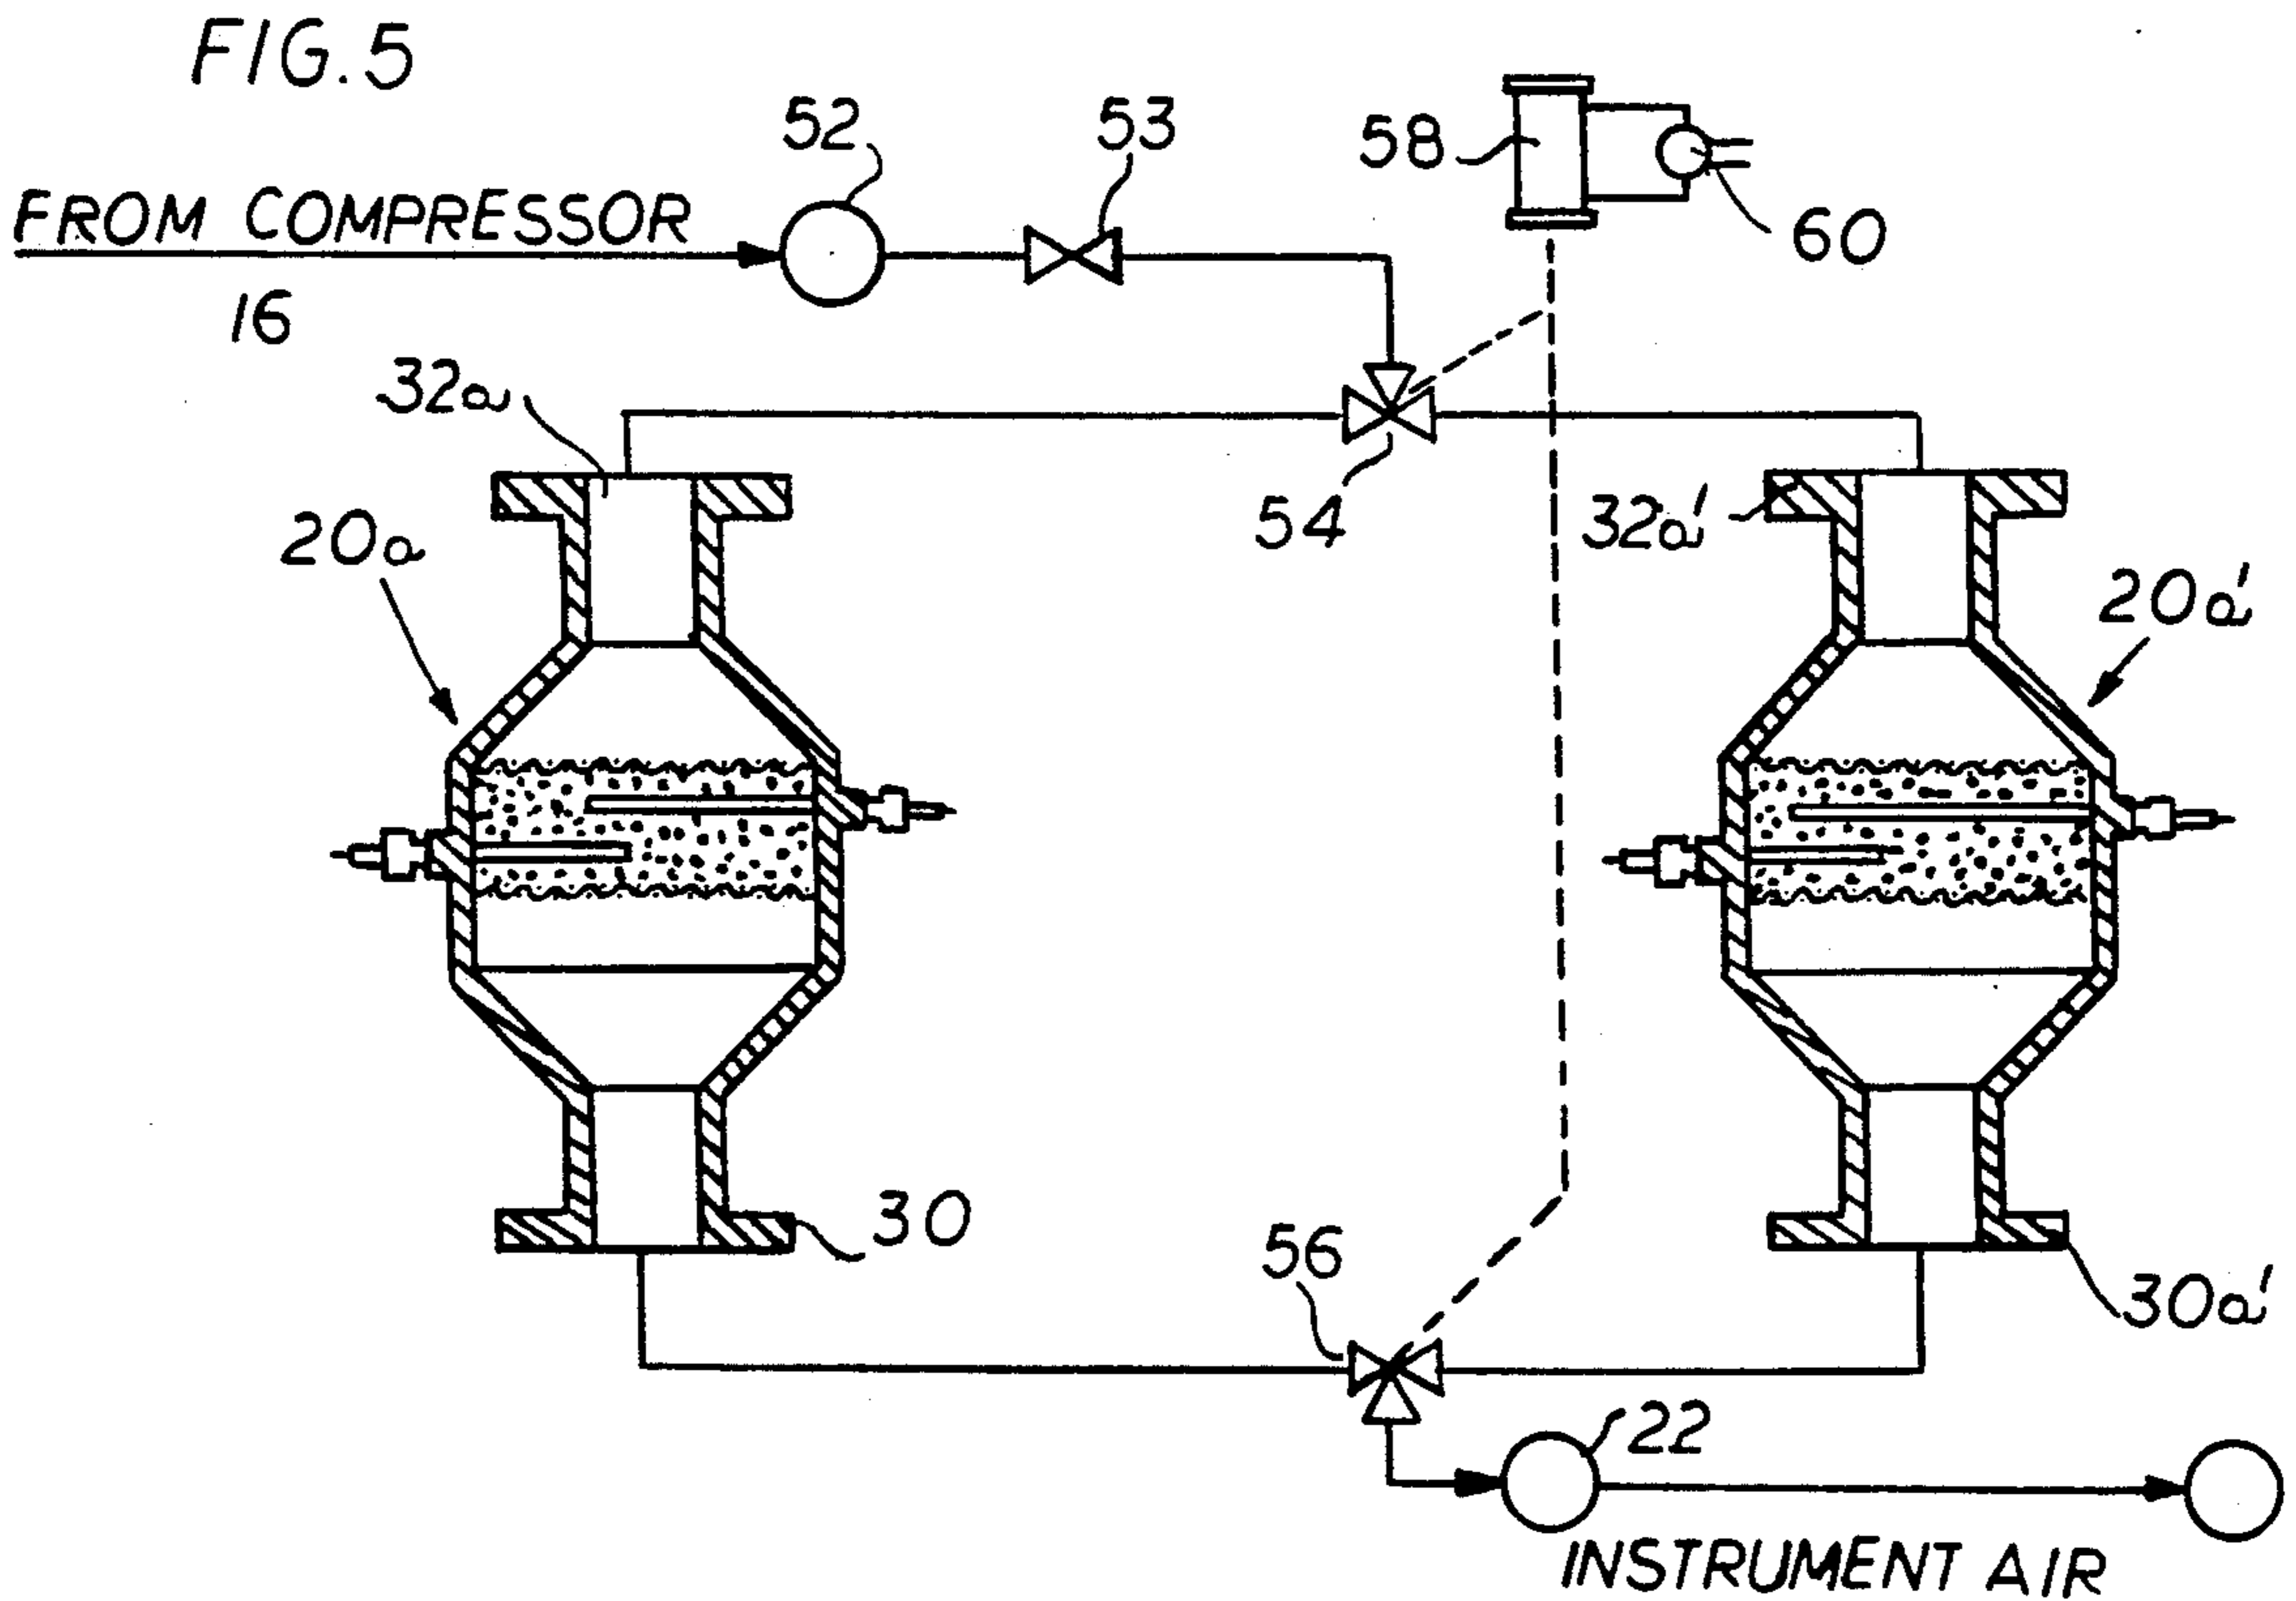 FIG.5
52
53
58
60
FROM COMPRESSOR
16
32a
54
32a'
20a
20a'
30
56
30a'
22
INSTRUMENT AIR